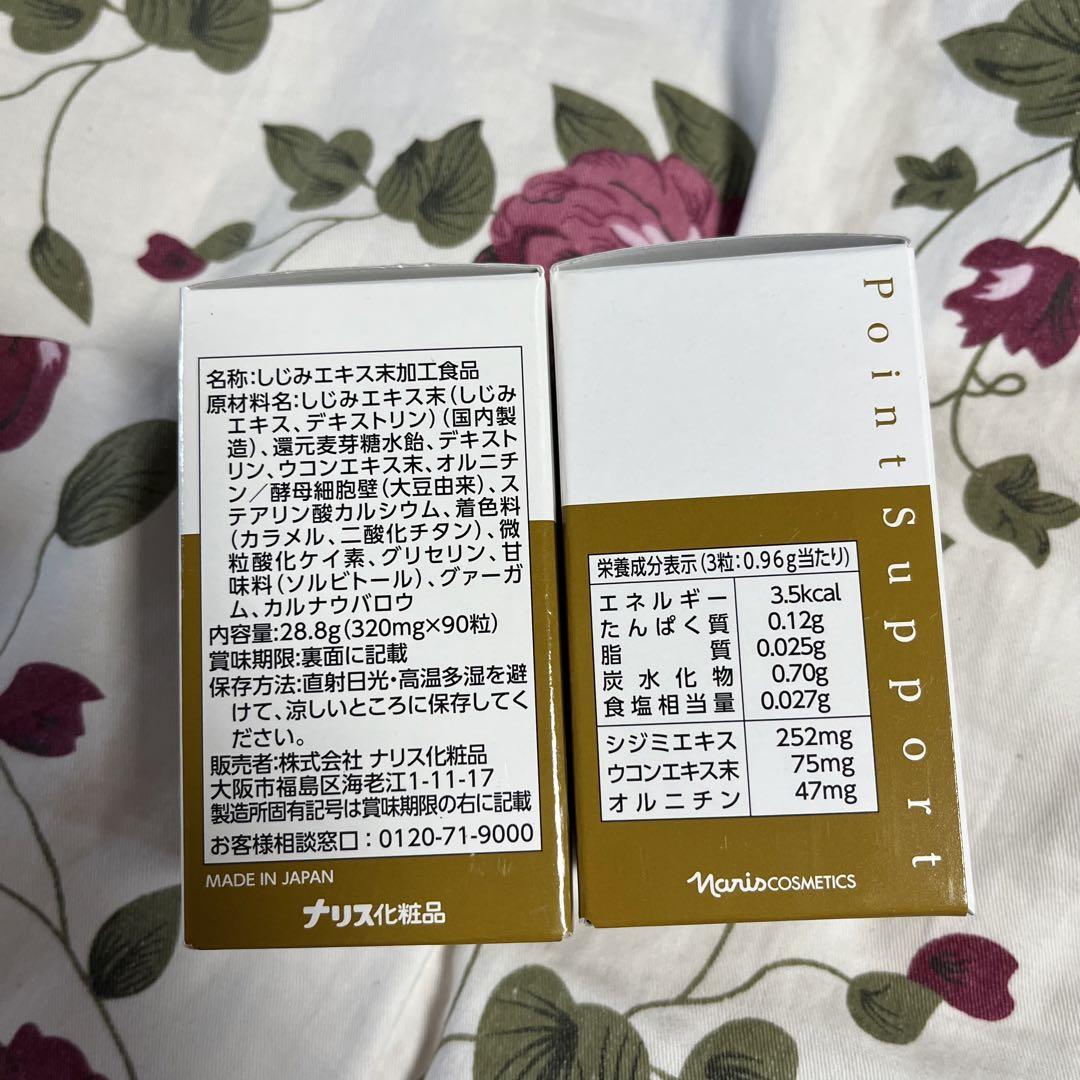 名称:しじみエキス末加工食品
原材料名:しじみエキス末(しじみ
エキス、デキストリン)(国内製
造)、還元麦芽糖水飴、デキスト
リン、ウコンエキス末、オルニチ
ン/酵母細胞壁(大豆由来)、ス
テアリン酸カルシウム、着色料
(カラメル、二酸化チタン)、微
粒酸化ケイ素、グリセリン、甘
味料(ソルビトール)、グァーガ
ム、カルナウバロウ
内容量:28.8g(320mg×90粒)
賞味期限:裏面に記載
保存方法:直射日光・高温多湿を避
けて、涼しいところに保存してく
ださい。
販売者:株式会社 ナリス化粧品
大阪市福島区海老江1-11-17
製造所固有記号は賞味期限の右に記載
お客様相談窓口:0120-71-9000
MADE IN JAPAN
ナリス化粧品
Point Support
栄養成分表示(3粒:0.96g当たり)
エネルギー 3.5kcal
たんぱく質 0.12g
脂質 0.025g
炭水化物 0.70g
食塩相当量 0.027g
シジミエキス 252mg
ウコンエキス末 75mg
オルニチン 47mg
naris COSMETICS